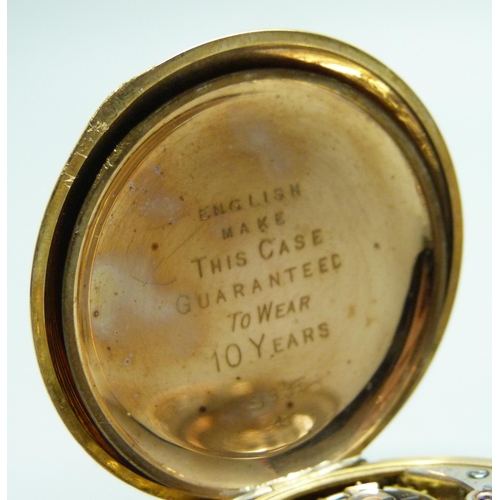 ENGLISH
MAKE
THIS CASE
GUARANTEED
TO WEAR
10 YEARS